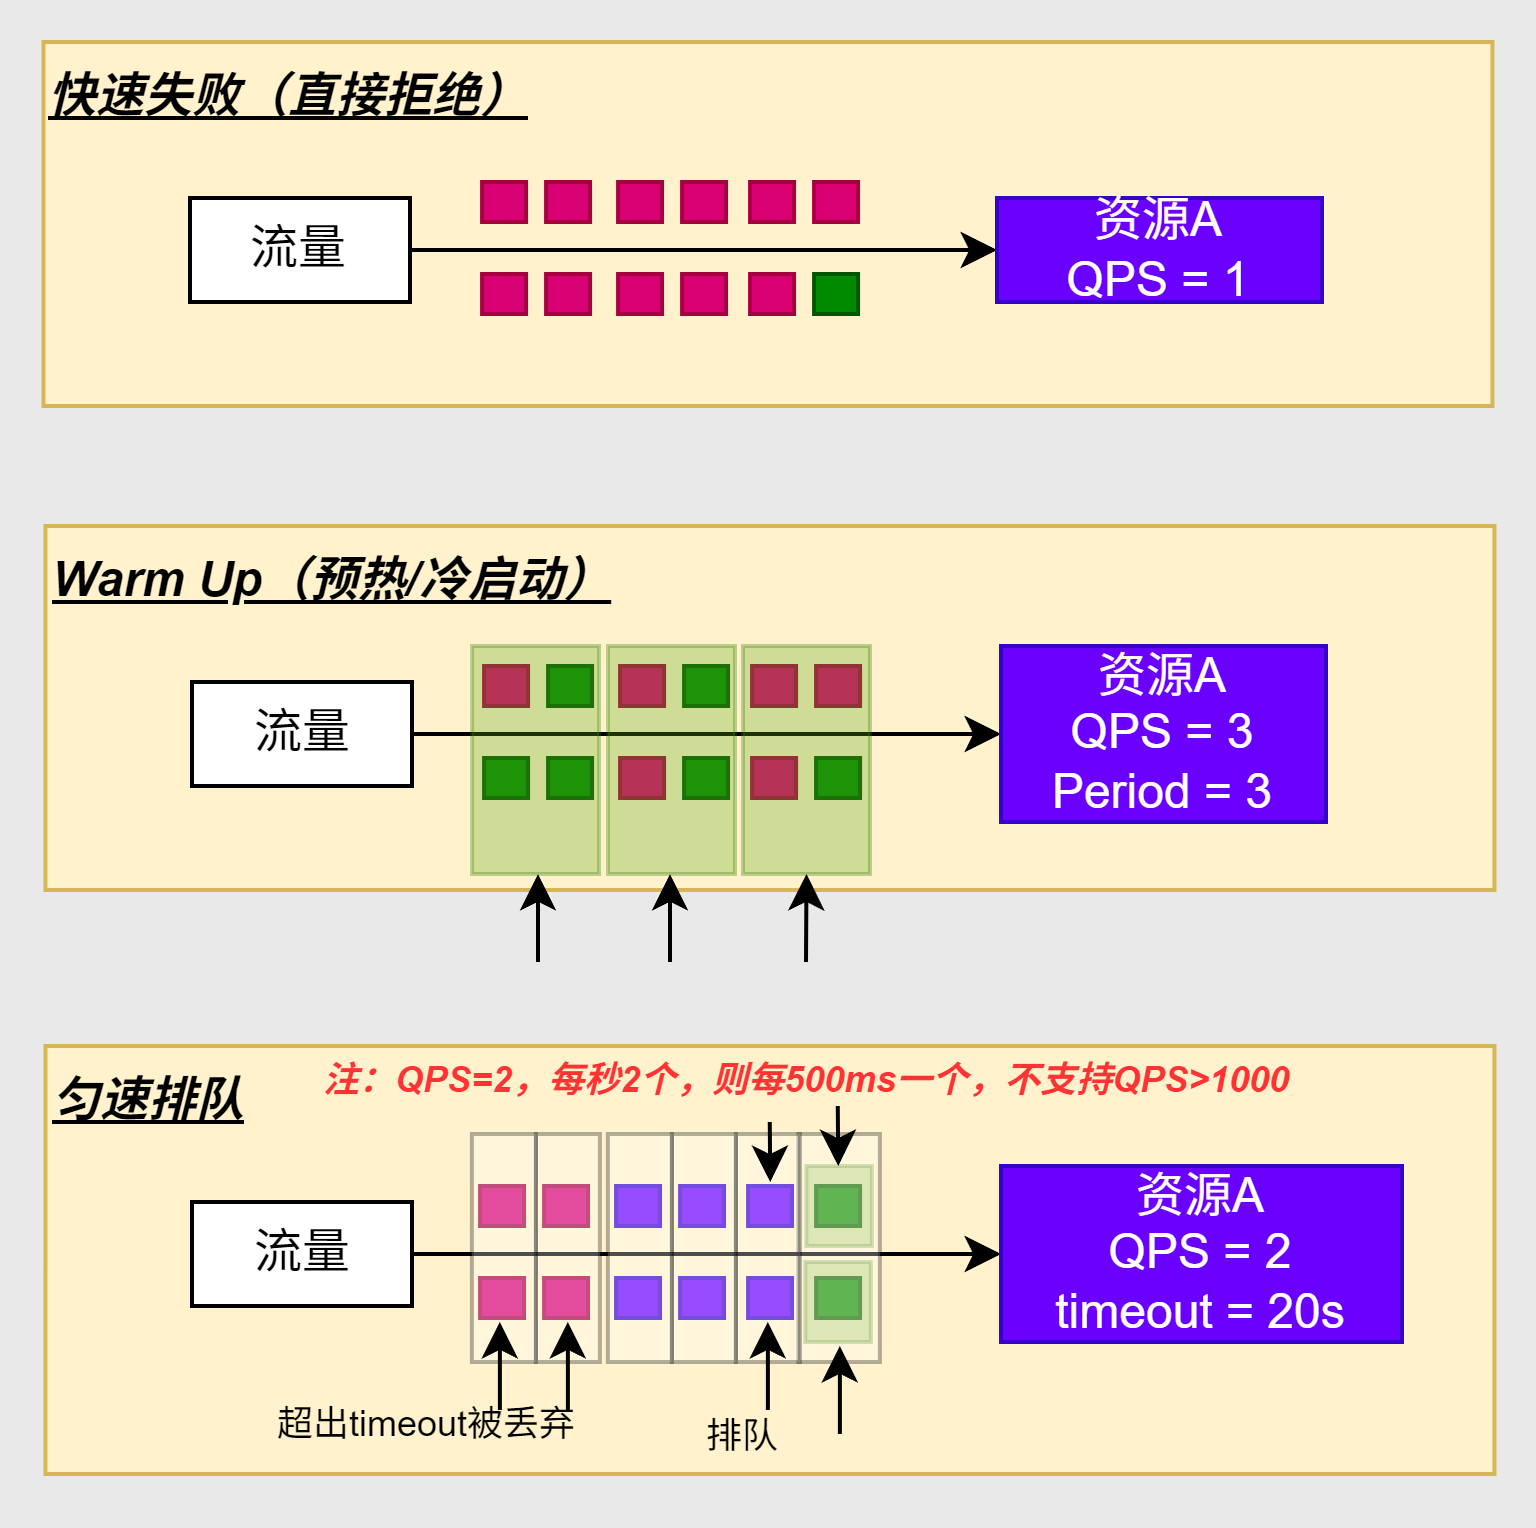 快速失败（直接拒绝）
流量
资源A
QPS = 1
Warm Up（预热/冷启动）
流量
资源A
QPS = 3
Period = 3
匀速排队
注：QPS=2，每秒2个，则每500ms一个，不支持QPS>1000
流量
资源A
QPS = 2
timeout = 20s
超出timeout被丢弃
排队